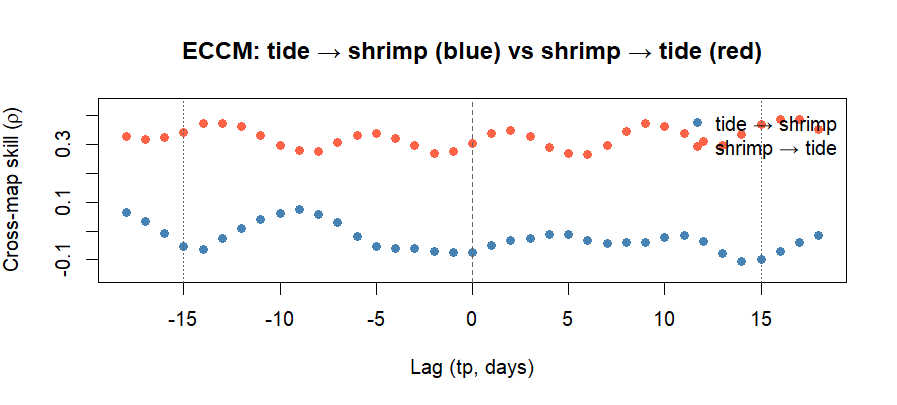 ECCM: tide → shrimp (blue) vs shrimp → tide (red)
Cross-map skill (ρ)
0.3
0.1
-0.1
tide → shrimp
shrimp → tide
-15 -10 -5 0 5 10 15
Lag (tp, days)